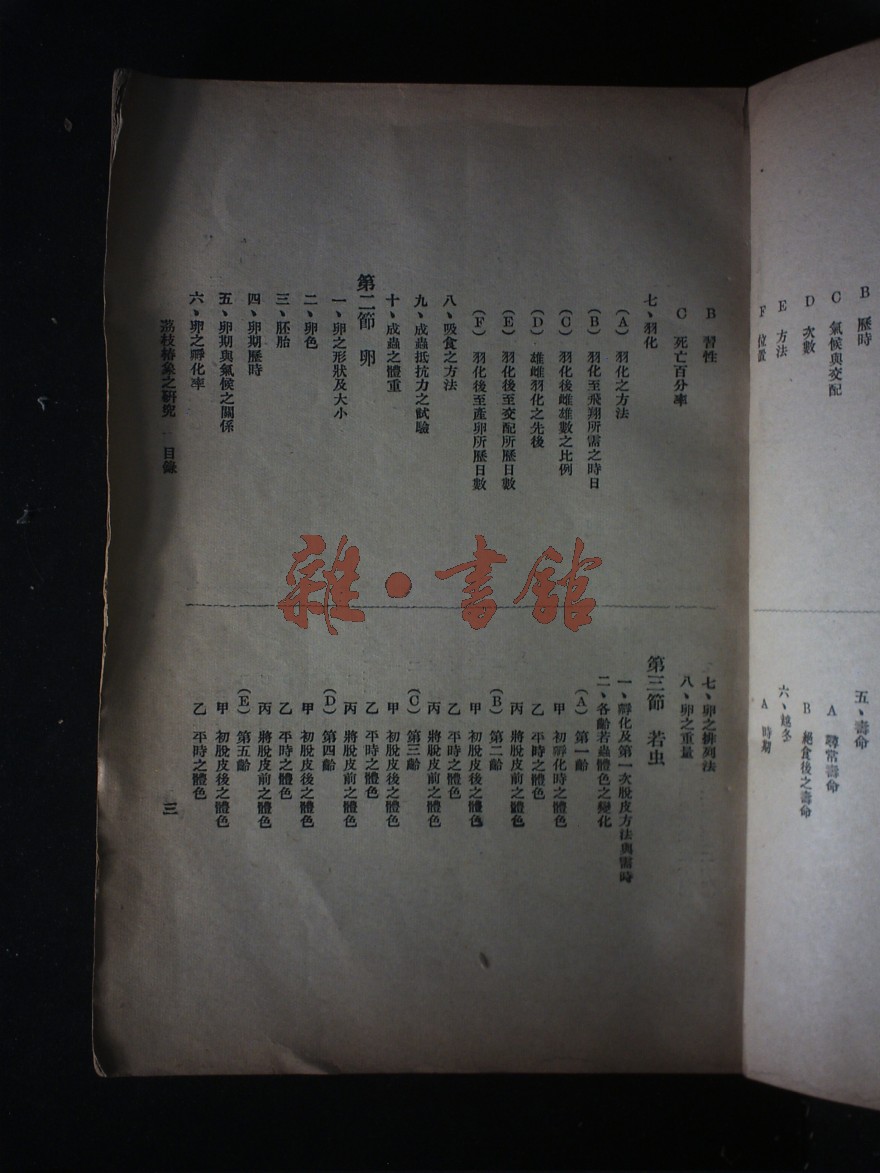 B 歷時
C 氣候與交配
D 次數
E 方法
F 位置
五、壽命
A 尋常壽命
B 絕食後之壽命
六、越冬
A 時期
B 習性
C 死亡百分率
七、羽化
(A) 羽化之方法
(B) 羽化至飛翔所需之時日
(C) 羽化後雌雄數之比例
(D) 雄雌羽化之先後
(E) 羽化後至交配所歷日數
(F) 羽化後至產卵所歷日數
八、吸食之方法
九、成蟲抵抗力之試驗
十、成蟲之體重
第二節 卵
一、卵之形狀及大小
二、卵色
三、胚胎
四、卵期歷時
五、卵期與氣候之關係
六、卵之孵化率
七、卵之排列法
八、卵之重量
第三節 若虫
一、孵化及第一次脫皮方法與需時
二、各齡若蟲體色之變化
(A) 第一齡
甲 初孵化時之體色
乙 平時之體色
丙 將脫皮前之體色
(B) 第二齡
甲 初脫皮後之體色
乙 平時之體色
丙 將脫皮前之體色
(C) 第三齡
甲 初脫皮後之體色
乙 平時之體色
丙 將脫皮前之體色
(D) 第四齡
甲 初脫皮後之體色
乙 平時之體色
丙 將脫皮前之體色
(E) 第五齡
甲 初脫皮後之體色
乙 平時之體色
荔枝椿象之研究 目錄
三
雜·書館